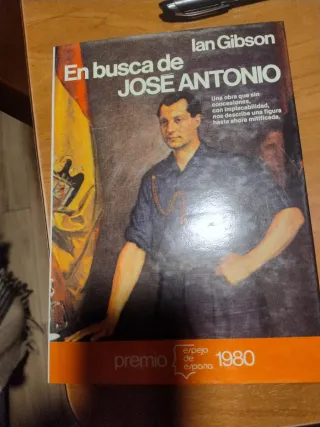 Ian Gibson
En busca de
JOSE ANTONIO
Una obra que sin
concesiones,
con implacabilidad,
nos describe una figura
hasta ahora mitificada.
premio espejo de españa 1980